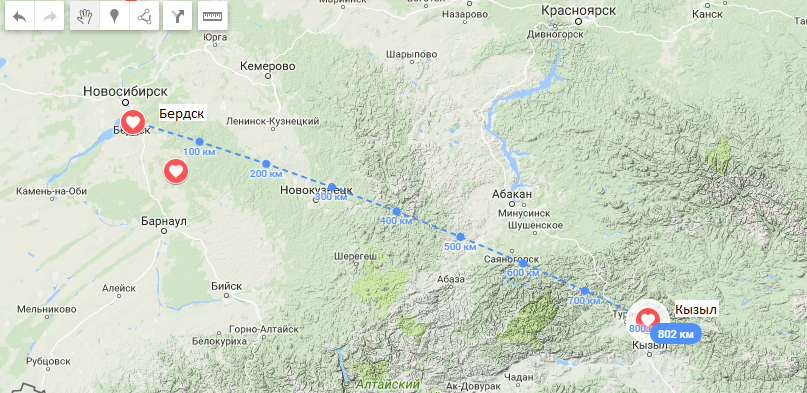 Красноярск
Канск
Назарово
Дивногорск
Юрга
Шарыпово
Кемерово
Новосибирск
Бердск
Бердск
Ленинск-Кузнецкий
100 км
200 км
Камень-на-Оби
Новокузнецк
300 км
Абакан
Барнаул
400 км
Минусинск
Шушенское
500 км
Шерегеш
Саяногорск
600 км
Абаза
Алейск
Бийск
700 км
Мельниково
Кызыл
800
802 км
Горно-Алтайск
Белокуриха
Кызыл
Рубцовск
Чадан
Алтайский
Ак-Довурак